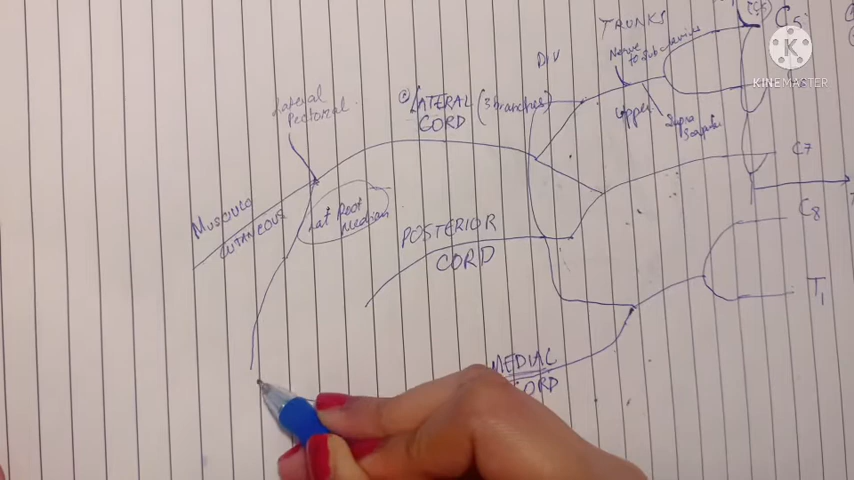 TRUNKS
C5
DIV
Nerve
to Subclavius
KINEMASTER
Lateral
Pectoral
LATERAL (3 branches)
CORD
Upper
Supra
Scapular
C7
MUSCULO
CUTANEOUS
Lat Root
Median
POSTERIOR
CORD
C8
T1
MEDIAL
CORD